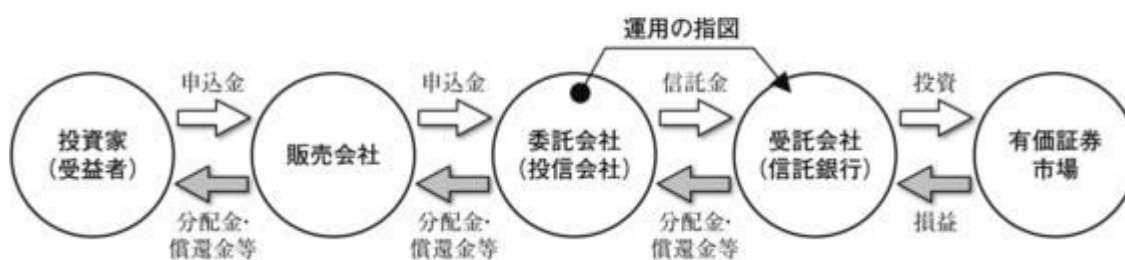 運用の指図
申込金
申込金
信託金
投資
投資家
(受益者)
販売会社
委託会社
(投信会社)
受託会社
(信託銀行)
有価証券
市場
分配金・
償還金等
分配金・
償還金等
分配金・
償還金等
損益